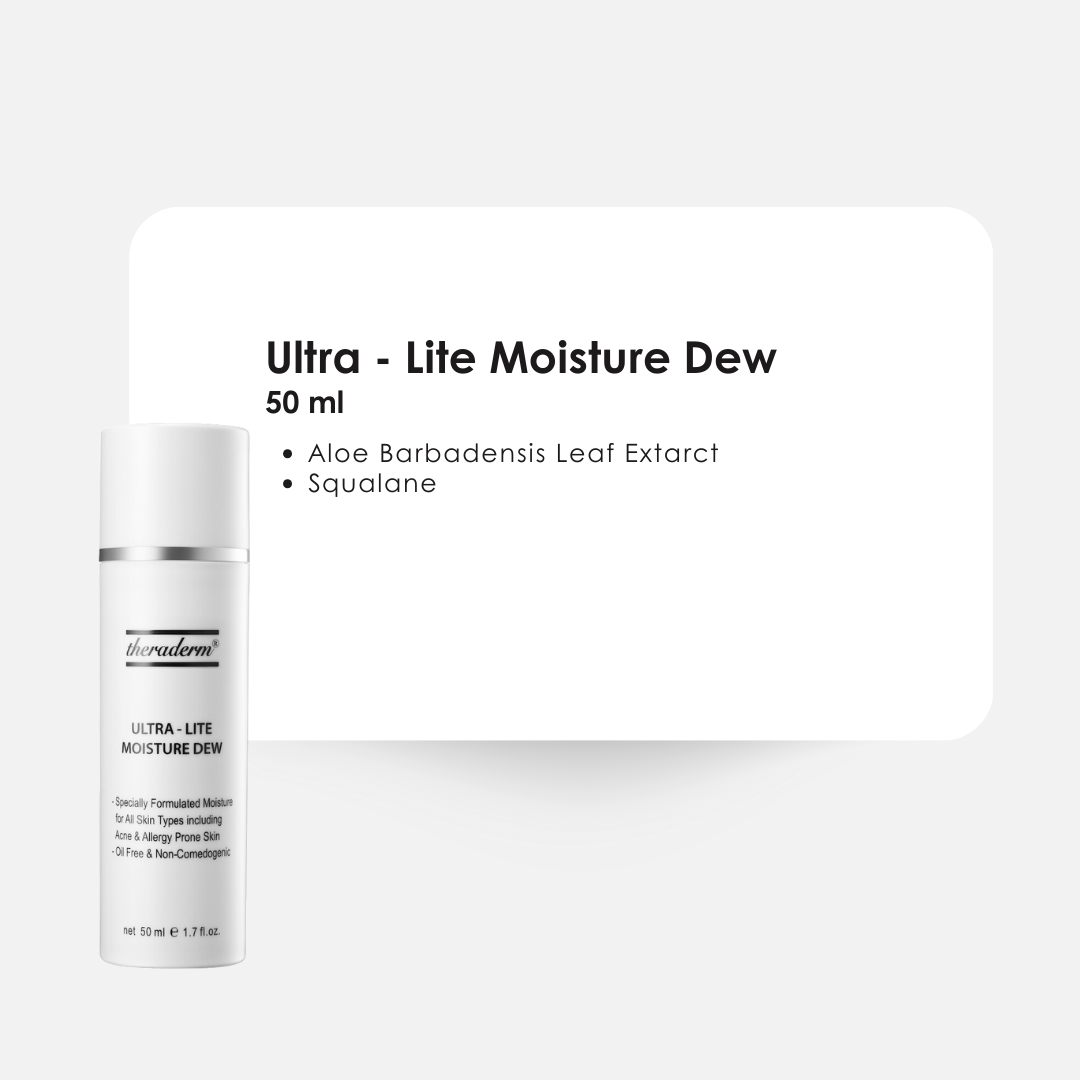 Ultra - Lite Moisture Dew
50 ml
• Aloe Barbadensis Leaf Extarct
• Squalane
theraderm®
ULTRA - LITE
MOISTURE DEW
- Specially Formulated Moisture
for All Skin Types including
Acne & Allergy Prone Skin
- Oil Free & Non-Comedogenic
net 50 ml ℮ 1.7 fl.oz.